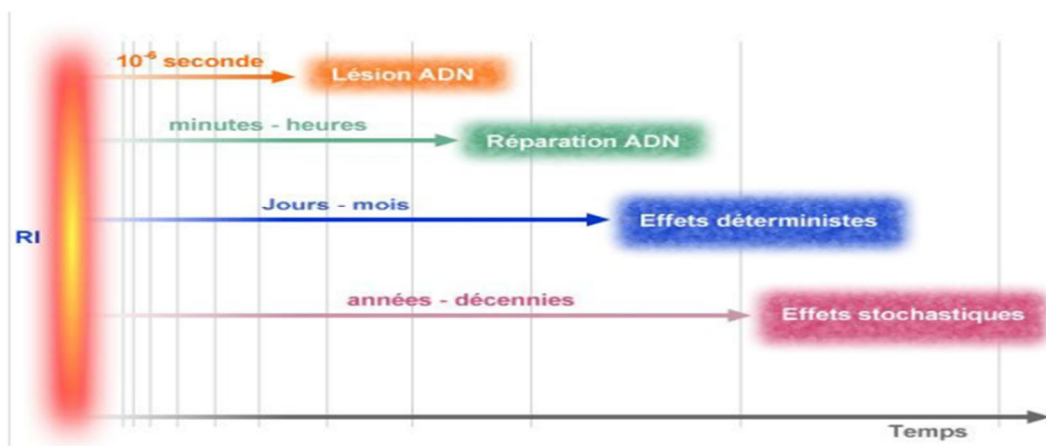 10⁻⁶ seconde
Lésion ADN
minutes - heures
Réparation ADN
Jours - mois
Effets déterministes
RI
années - décennies
Effets stochastiques
Temps